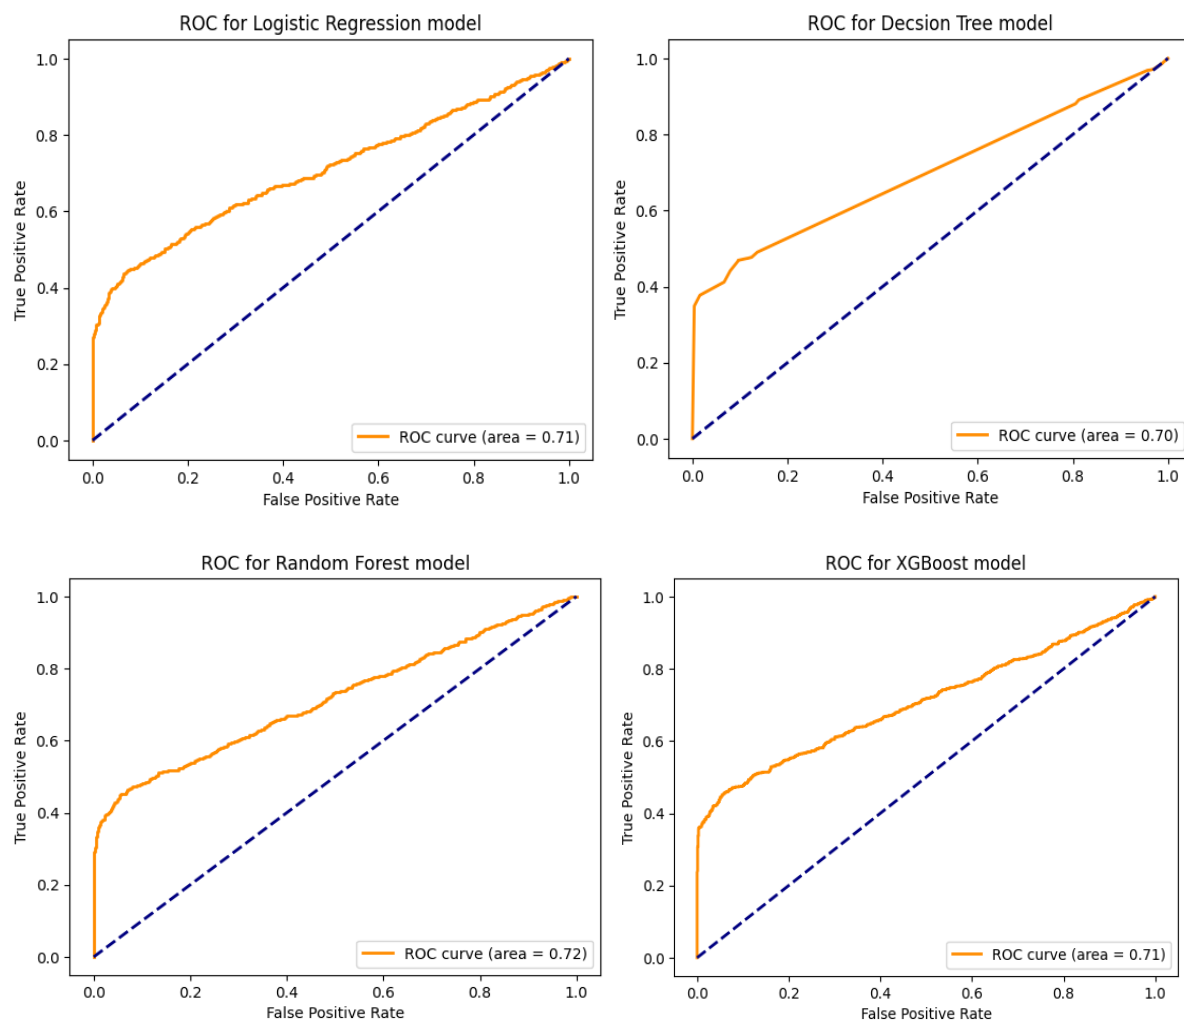 ROC for Logistic Regression model
1.0
0.8
0.6
0.4
0.2
0.0
True Positive Rate
ROC curve (area = 0.71)
0.0 0.2 0.4 0.6 0.8 1.0
False Positive Rate
ROC for Decsion Tree model
1.0
0.8
0.6
0.4
0.2
0.0
True Positive Rate
ROC curve (area = 0.70)
0.0 0.2 0.4 0.6 0.8 1.0
False Positive Rate
ROC for Random Forest model
1.0
0.8
0.6
0.4
0.2
0.0
True Positive Rate
ROC curve (area = 0.72)
0.0 0.2 0.4 0.6 0.8 1.0
False Positive Rate
ROC for XGBoost model
1.0
0.8
0.6
0.4
0.2
0.0
True Positive Rate
ROC curve (area = 0.71)
0.0 0.2 0.4 0.6 0.8 1.0
False Positive Rate